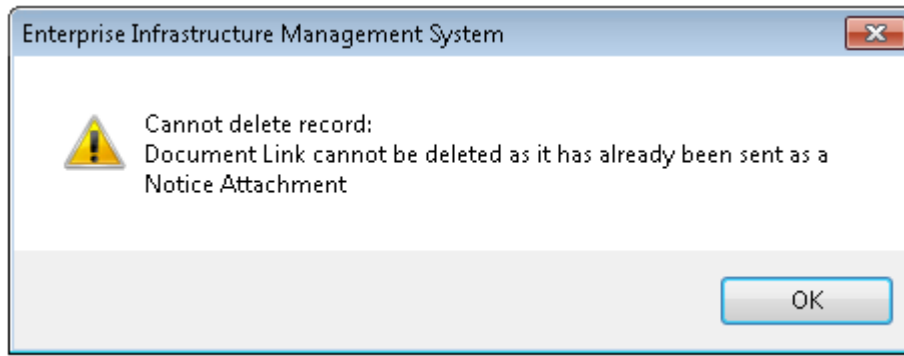 Enterprise Infrastructure Management System
Cannot delete record:
Document Link cannot be deleted as it has already been sent as a
Notice Attachment
OK